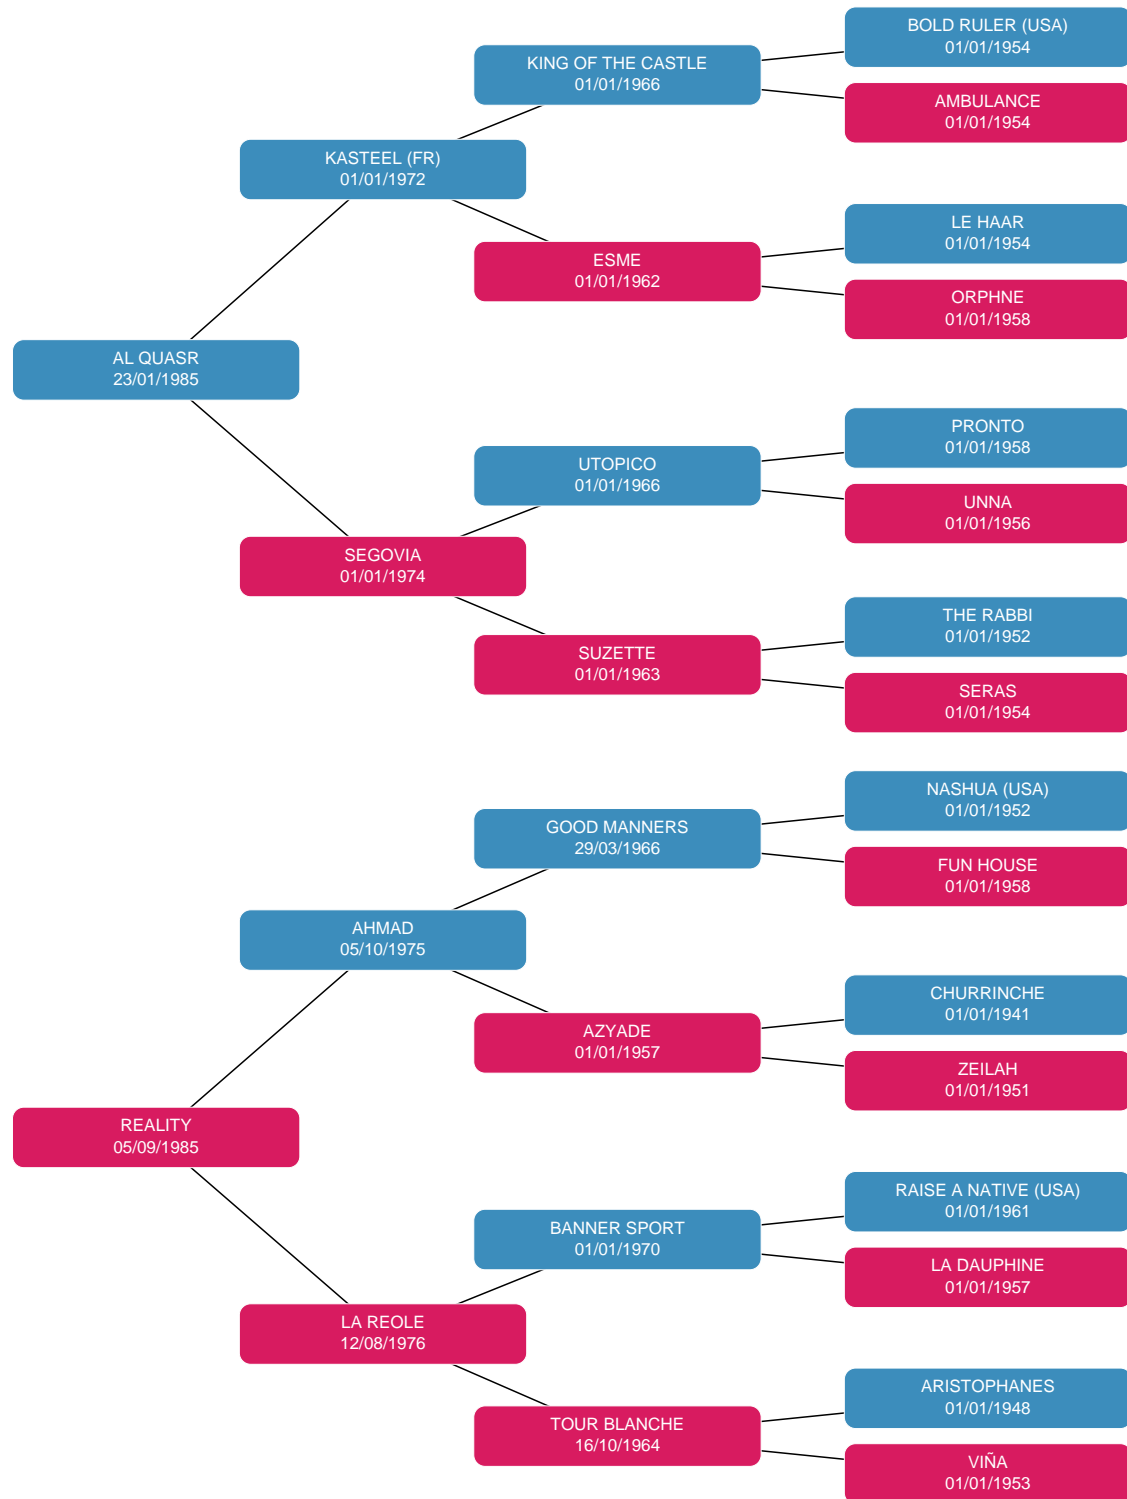 BOLD RULER (USA)
01/01/1954
KING OF THE CASTLE
01/01/1966
AMBULANCE
01/01/1954
KASTEEL (FR)
01/01/1972
LE HAAR
01/01/1954
ESME
01/01/1962
ORPHNE
01/01/1958
AL QUASR
23/01/1985
PRONTO
01/01/1958
UTOPICO
01/01/1966
UNNA
01/01/1956
SEGOVIA
01/01/1974
THE RABBI
01/01/1952
SUZETTE
01/01/1963
SERAS
01/01/1954
NASHUA (USA)
01/01/1952
GOOD MANNERS
29/03/1966
FUN HOUSE
01/01/1958
AHMAD
05/10/1975
CHURRINCHE
01/01/1941
AZYADE
01/01/1957
ZEILAH
01/01/1951
REALITY
05/09/1985
RAISE A NATIVE (USA)
01/01/1961
BANNER SPORT
01/01/1970
LA DAUPHINE
01/01/1957
LA REOLE
12/08/1976
ARISTOPHANES
01/01/1948
TOUR BLANCHE
16/10/1964
VIÑA
01/01/1953